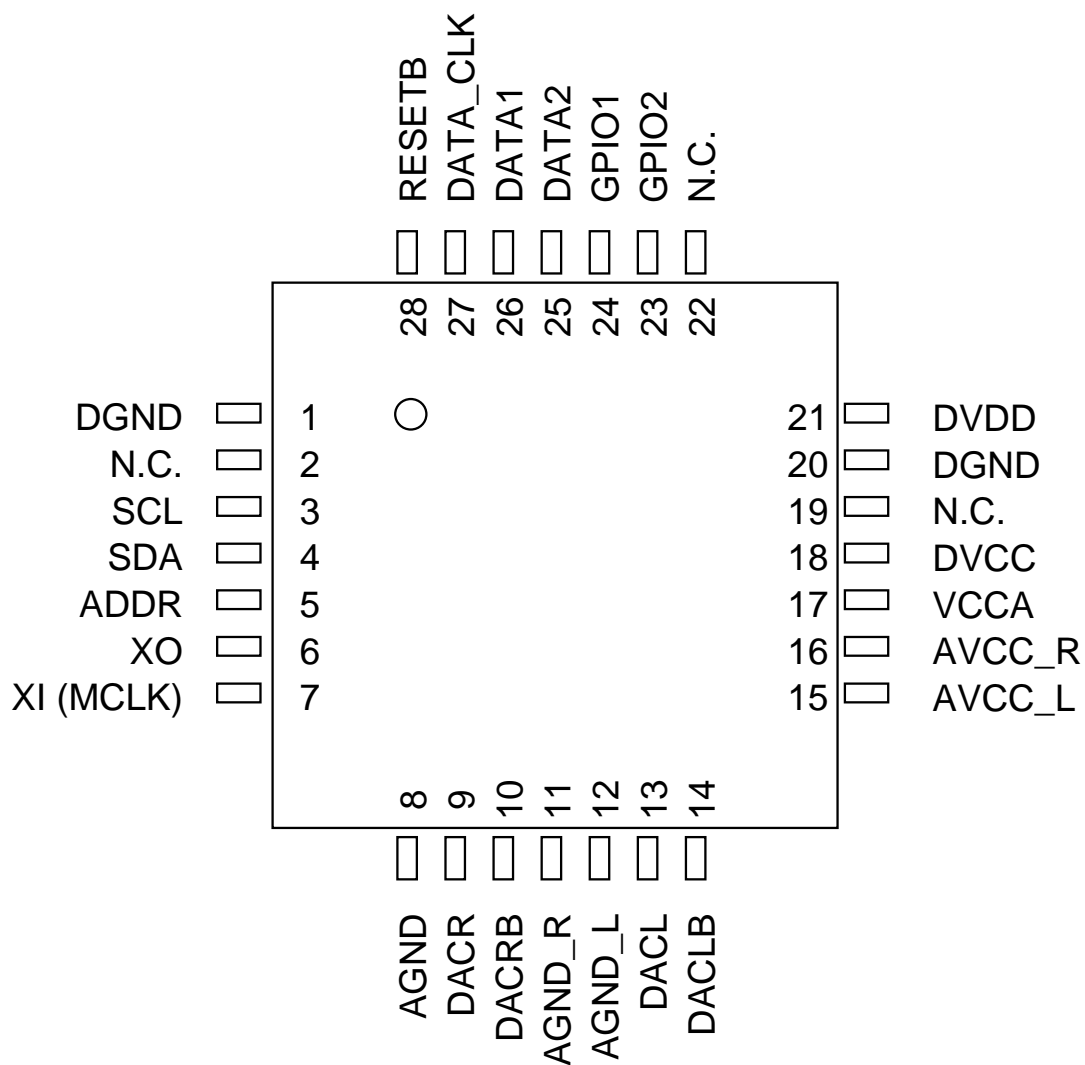 RESETB
DATA_CLK
DATA1
DATA2
GPIO1
GPIO2
N.C.
28
27
26
25
24
23
22
DGND 1
N.C. 2
SCL 3
SDA 4
ADDR 5
XO 6
XI (MCLK) 7
21 DVDD
20 DGND
19 N.C.
18 DVCC
17 VCCA
16 AVCC_R
15 AVCC_L
8
9
10
11
12
13
14
AGND
DACR
DACRB
AGND_R
AGND_L
DACL
DACLB